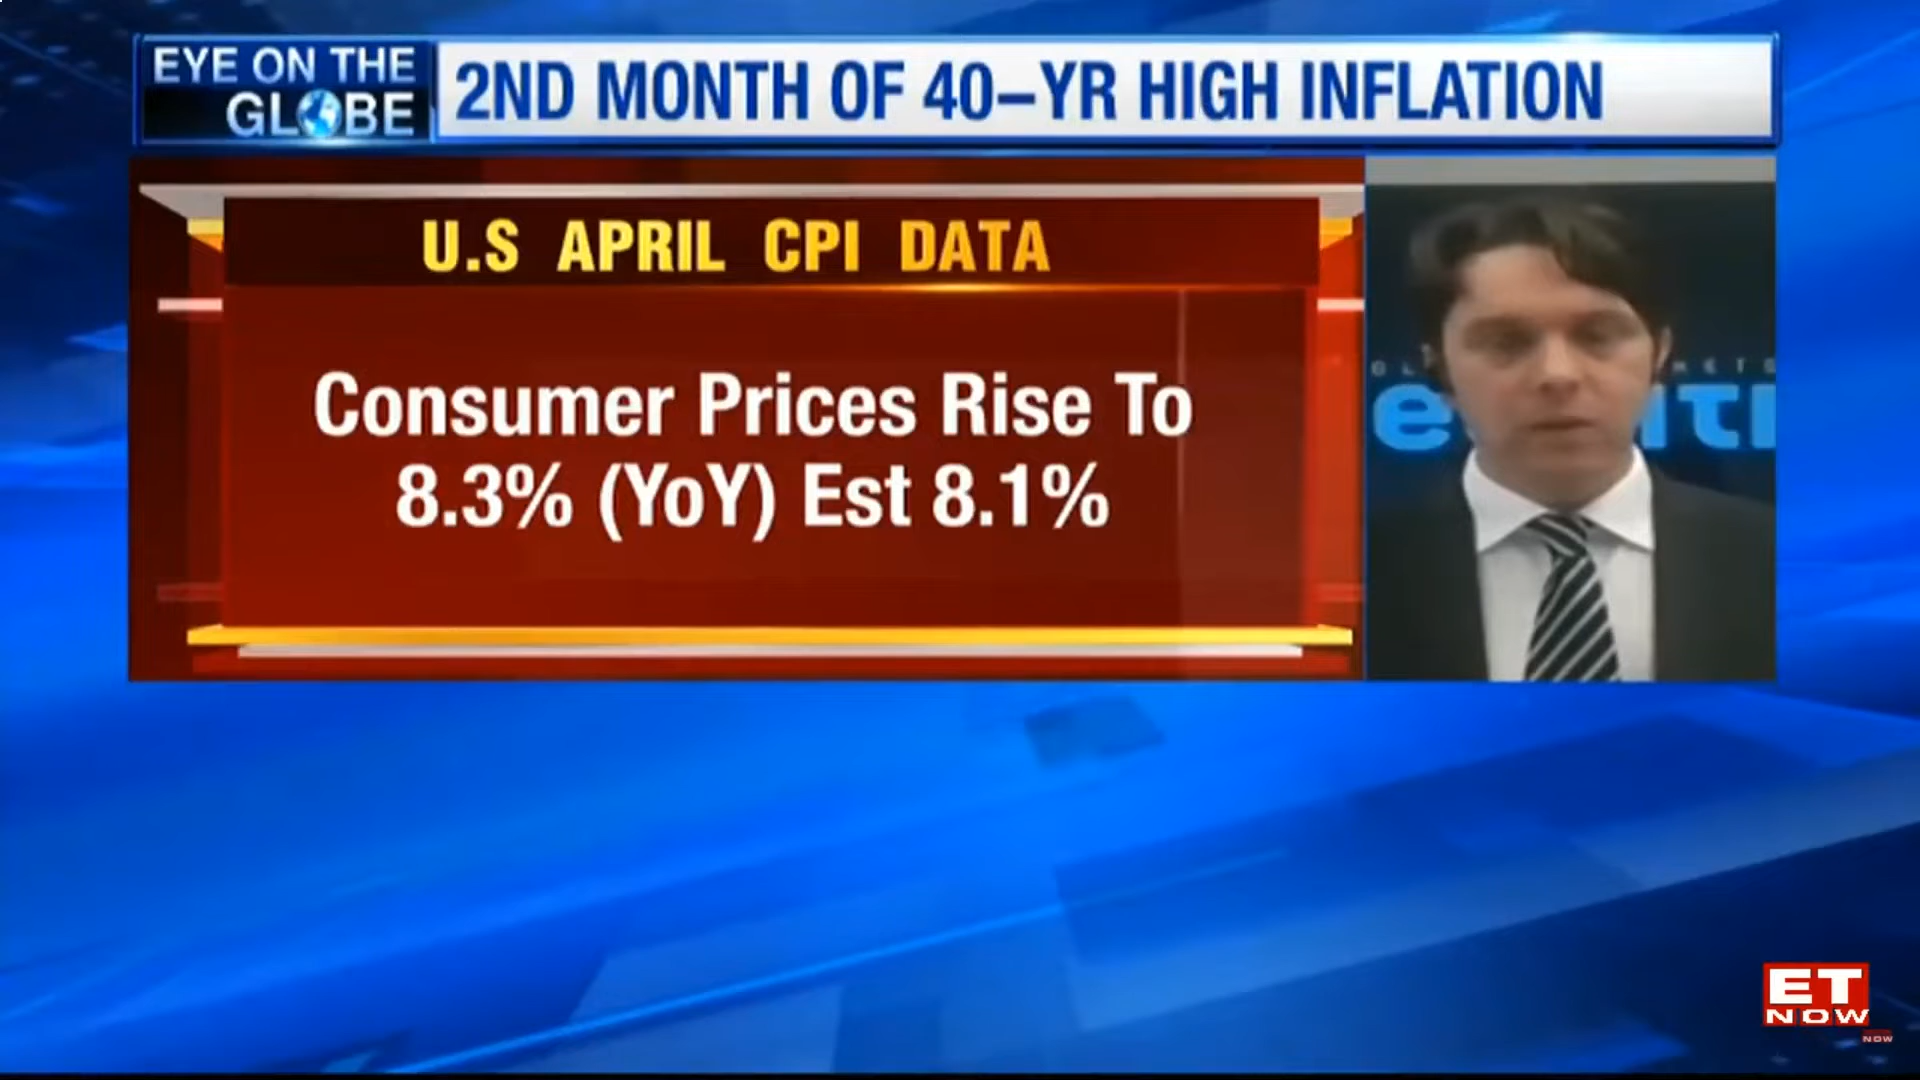 EYE ON THE
GLOBE
2ND MONTH OF 40–YR HIGH INFLATION
U.S APRIL CPI DATA
Consumer Prices Rise To
8.3% (YoY) Est 8.1%
ET
NOW
NOW